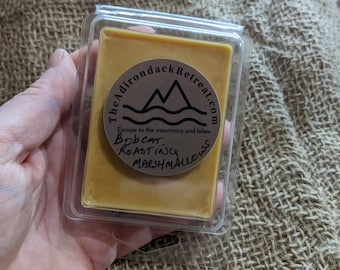 TheAdirondackRetreat.com
Escape to the mountains and lakes
BOBCAT
ROASTING
MARSHMALLOWS